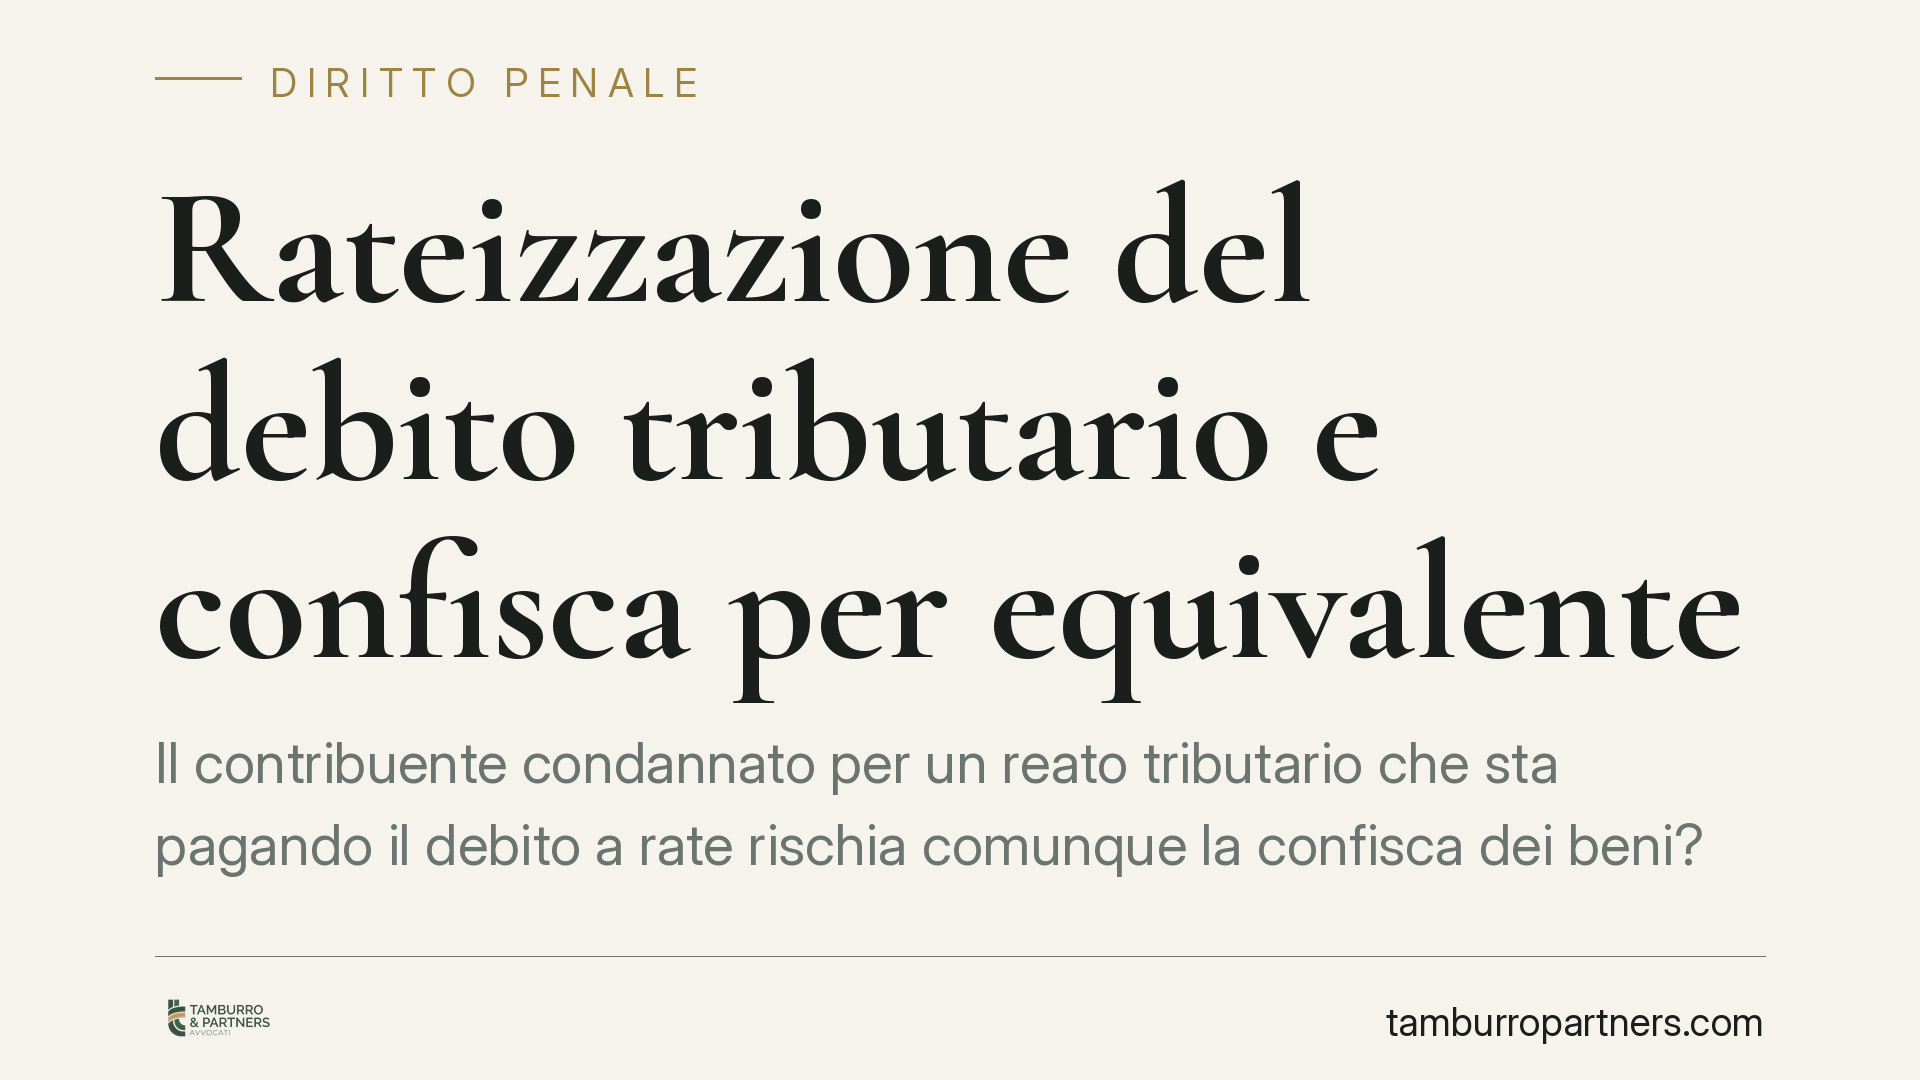 DIRITTO PENALE
Rateizzazione del
debito tributario e
confisca per equivalente
Il contribuente condannato per un reato tributario che sta
pagando il debito a rate rischia comunque la confisca dei beni?
TAMBURRO
& PARTNERS
AVVOCATI
tamburropartners.com